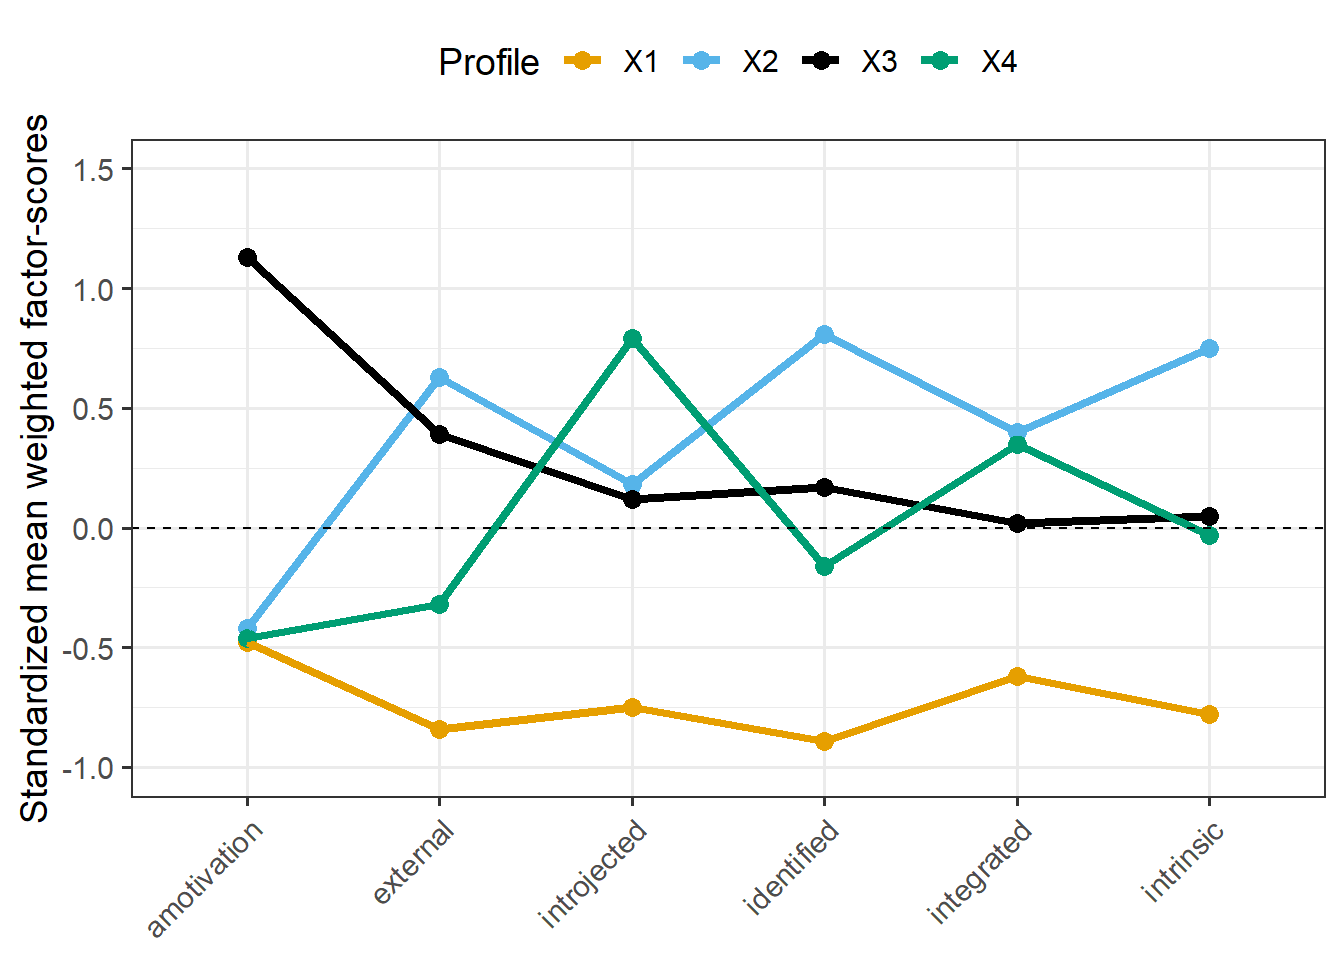 Profile X1 X2 X3 X4
Standardized mean weighted factor-scores
1.5
1.0
0.5
0.0
-0.5
-1.0
amotivation
external
introjected
identified
integrated
intrinsic